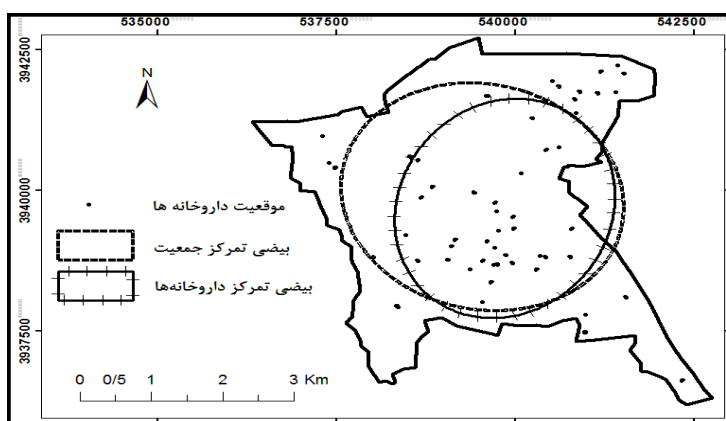 535000 537500 540000 542500
3942500
3940000
3937500
N
موقعیت داروخانه ها
بیضی تمرکز جمعیت
بیضی تمرکز داروخانه‌ها
0 0/5 1 2 3 Km